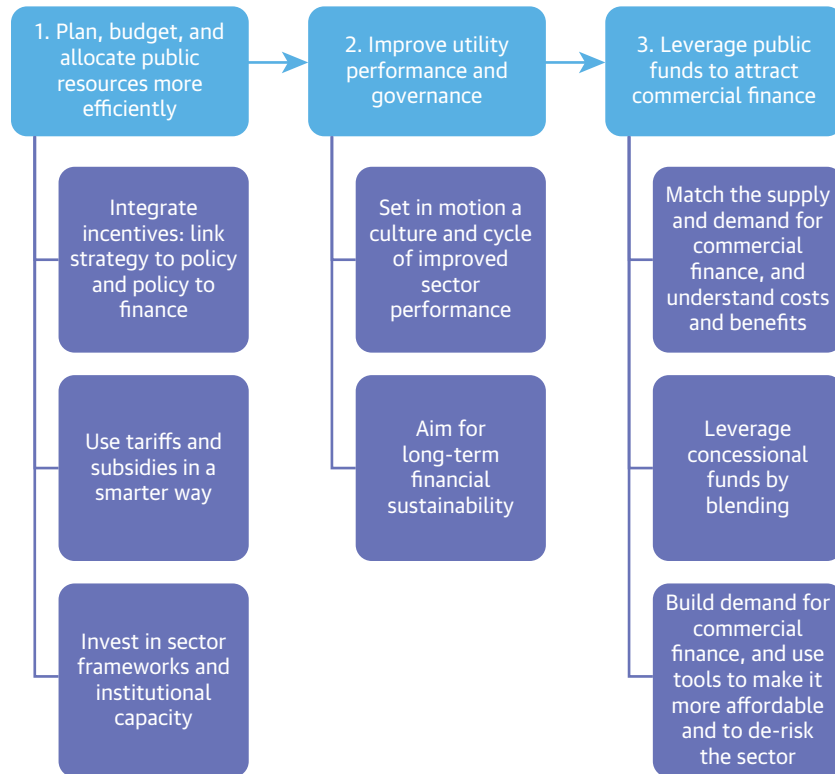 1. Plan, budget, and
allocate public
resources more
efficiently
2. Improve utility
performance and
governance
3. Leverage public
funds to attract
commercial finance
Integrate
incentives: link
strategy to policy
and policy to
finance
Use tariffs and
subsidies in a
smarter way
Invest in sector
frameworks and
institutional
capacity
Set in motion a
culture and cycle
of improved
sector
performance
Aim for
long-term
financial
sustainability
Match the supply
and demand for
commercial
finance, and
understand costs
and benefits
Leverage
concessional
funds by
blending
Build demand for
commercial
finance, and use
tools to make it
more affordable
and to de-risk
the sector